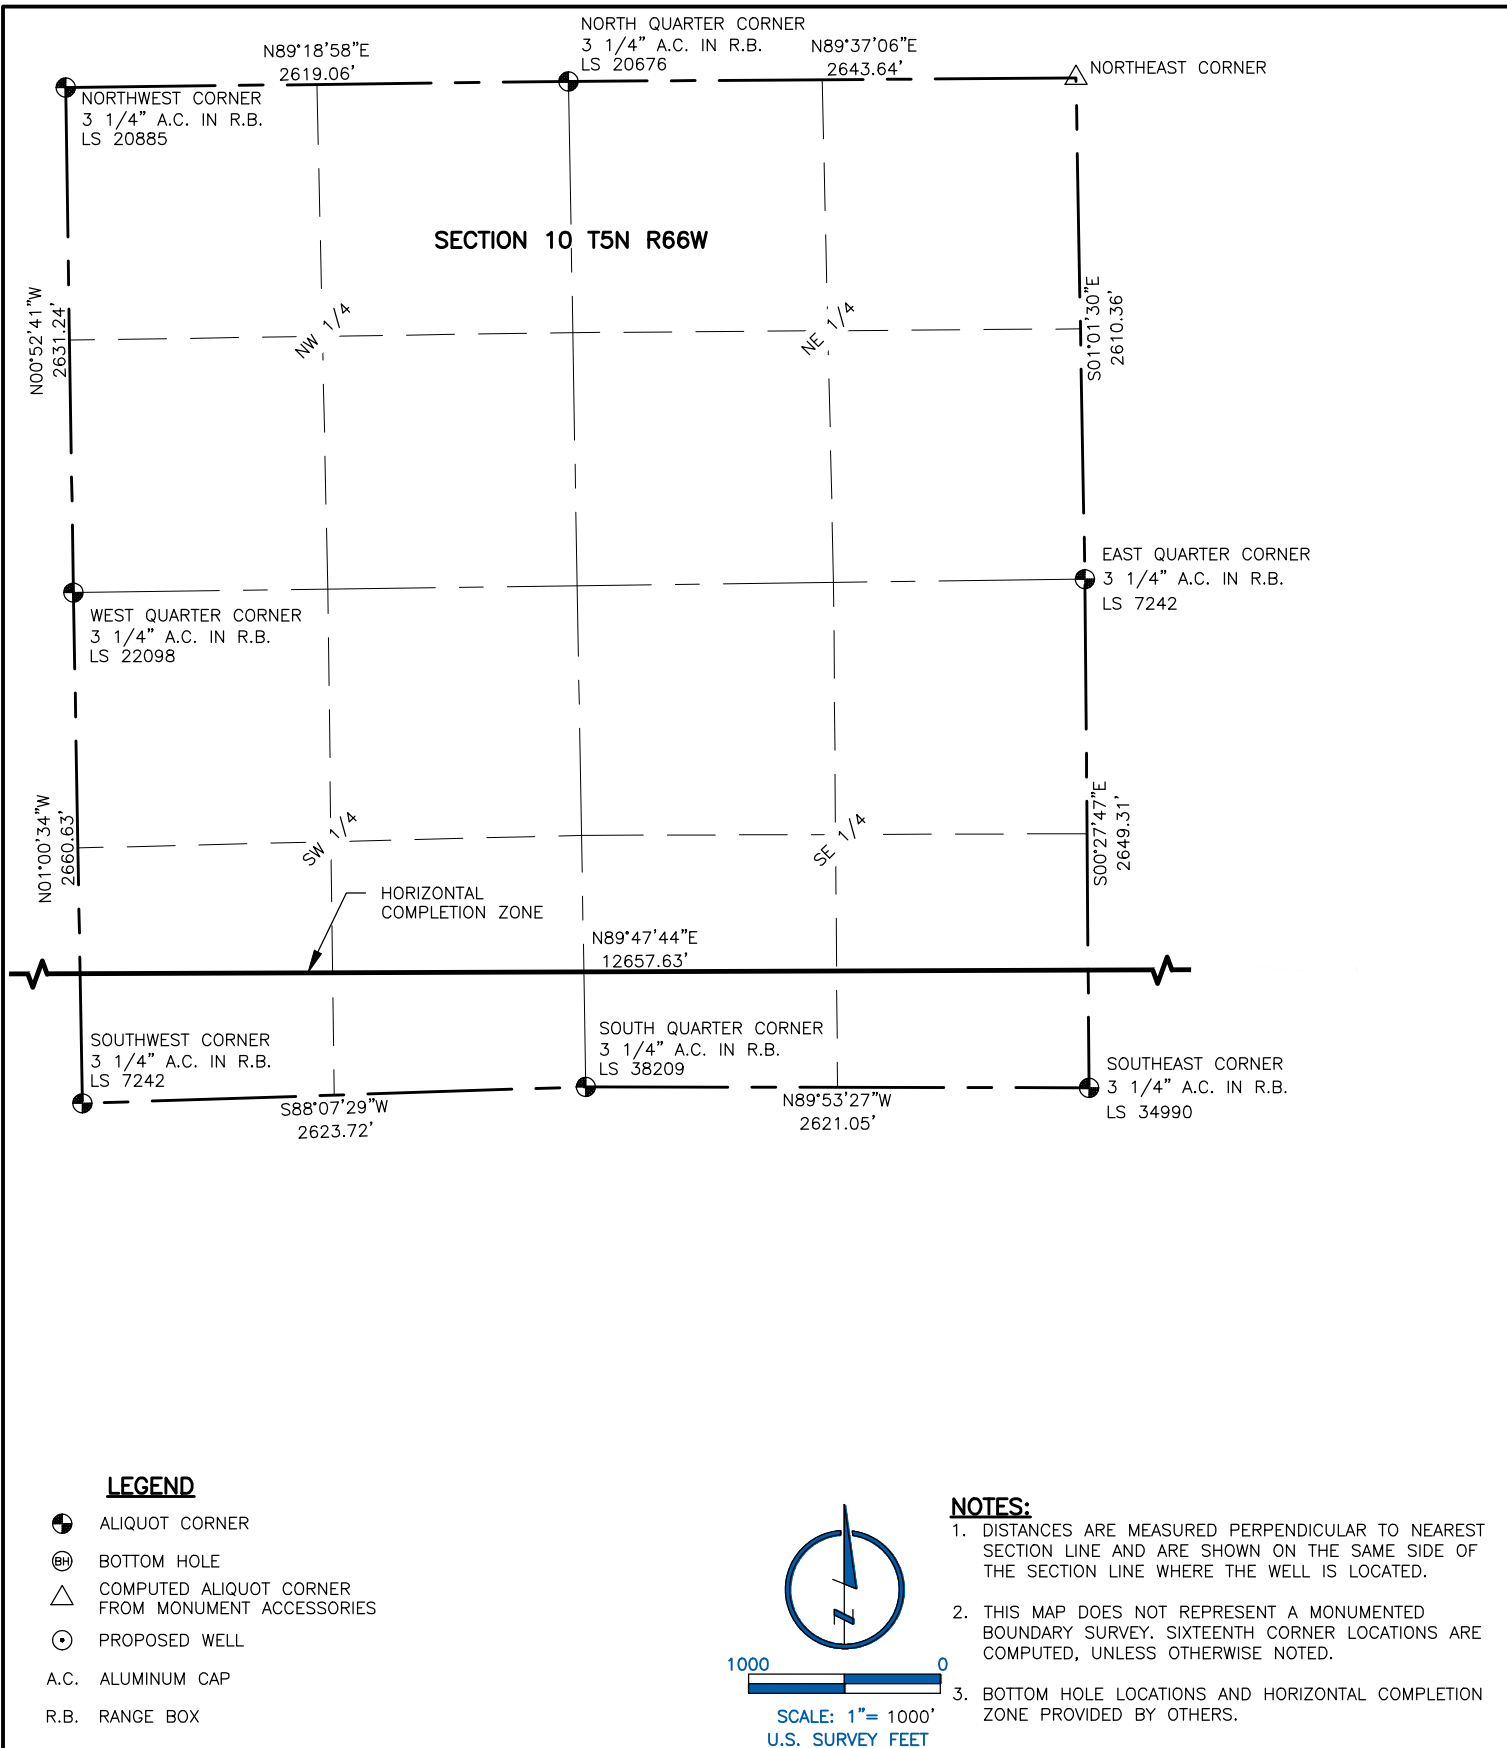 NORTH QUARTER CORNER
3 1/4" A.C. IN R.B.
LS 20676
N89°18'58"E
2619.06'
N89°37'06"E
2643.64'
NORTHEAST CORNER
NORTHWEST CORNER
3 1/4" A.C. IN R.B.
LS 20885
SECTION 10 T5N R66W
N00°52'41"W
2631.24'
NW 1/4
NE 1/4
S01°01'30"E
2610.36'
EAST QUARTER CORNER
3 1/4" A.C. IN R.B.
LS 7242
WEST QUARTER CORNER
3 1/4" A.C. IN R.B.
LS 22098
N01°00'34"W
2660.63'
SW 1/4
SE 1/4
S00°27'47"E
2649.31'
HORIZONTAL
COMPLETION ZONE
N89°47'44"E
12657.63'
SOUTHWEST CORNER
3 1/4" A.C. IN R.B.
LS 7242
SOUTH QUARTER CORNER
3 1/4" A.C. IN R.B.
LS 38209
SOUTHEAST CORNER
3 1/4" A.C. IN R.B.
LS 34990
S88°07'29"W
2623.72'
N89°53'27"W
2621.05'
LEGEND
ALIQUOT CORNER
BH BOTTOM HOLE
COMPUTED ALIQUOT CORNER
FROM MONUMENT ACCESSORIES
PROPOSED WELL
A.C. ALUMINUM CAP
R.B. RANGE BOX
N
1000 0
SCALE: 1"= 1000'
U.S. SURVEY FEET
NOTES:
1. DISTANCES ARE MEASURED PERPENDICULAR TO NEAREST
SECTION LINE AND ARE SHOWN ON THE SAME SIDE OF
THE SECTION LINE WHERE THE WELL IS LOCATED.
2. THIS MAP DOES NOT REPRESENT A MONUMENTED
BOUNDARY SURVEY. SIXTEENTH CORNER LOCATIONS ARE
COMPUTED, UNLESS OTHERWISE NOTED.
3. BOTTOM HOLE LOCATIONS AND HORIZONTAL COMPLETION
ZONE PROVIDED BY OTHERS.